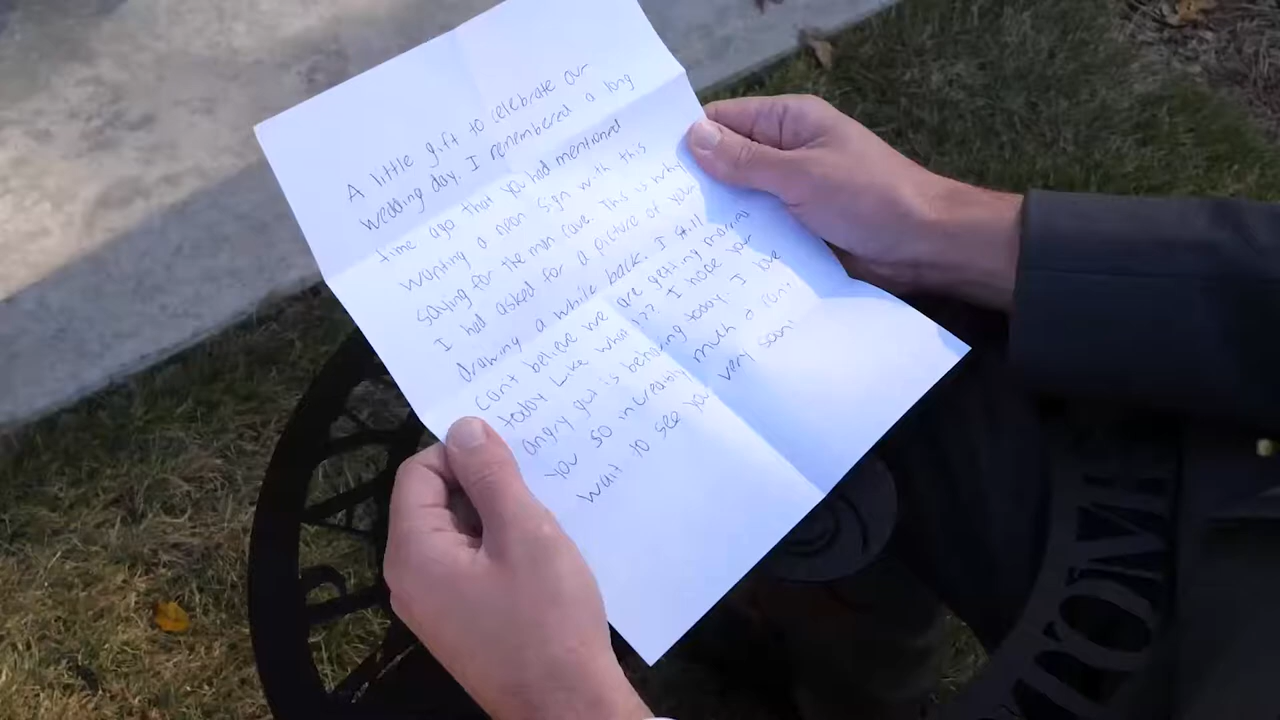 A little gift to celebrate our
wedding day. I remembered a long
time ago that you had mentioned
wanting a neon sign with this
saying for the man cave. This is why
I had asked for a picture of your
drawing a while back. I still
can't believe we are getting married
today. Like what??? I hope your
angry gut is behaving today. I love
you so incredibly much & can't
wait to see you very soon!